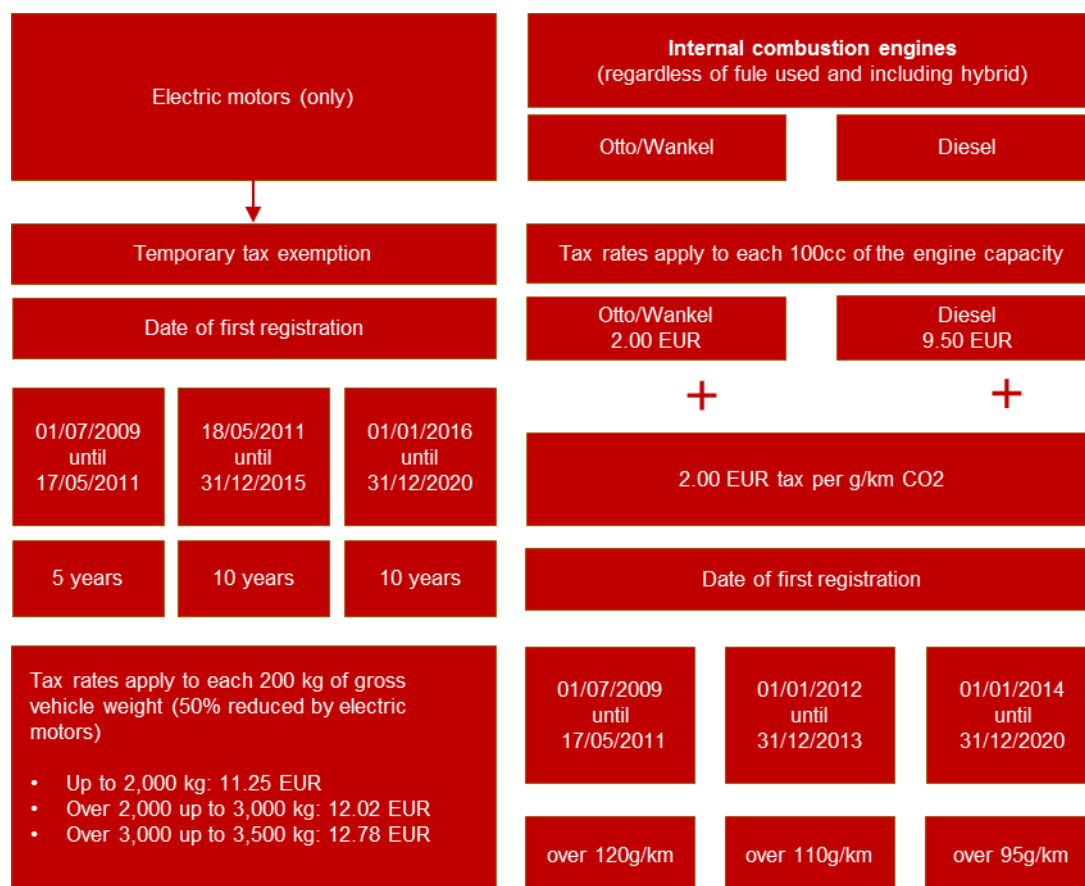 Electric motors (only)
Temporary tax exemption
Date of first registration
01/07/2009
until
17/05/2011
18/05/2011
until
31/12/2015
01/01/2016
until
31/12/2020
5 years
10 years
10 years
Tax rates apply to each 200 kg of gross
vehicle weight (50% reduced by electric
motors)
• Up to 2,000 kg: 11.25 EUR
• Over 2,000 up to 3,000 kg: 12.02 EUR
• Over 3,000 up to 3,500 kg: 12.78 EUR
Internal combustion engines
(regardless of fule used and including hybrid)
Otto/Wankel
Diesel
Tax rates apply to each 100cc of the engine capacity
Otto/Wankel
2.00 EUR
Diesel
9.50 EUR
+
+
2.00 EUR tax per g/km CO2
Date of first registration
01/07/2009
until
17/05/2011
01/01/2012
until
31/12/2013
01/01/2014
until
31/12/2020
over 120g/km
over 110g/km
over 95g/km